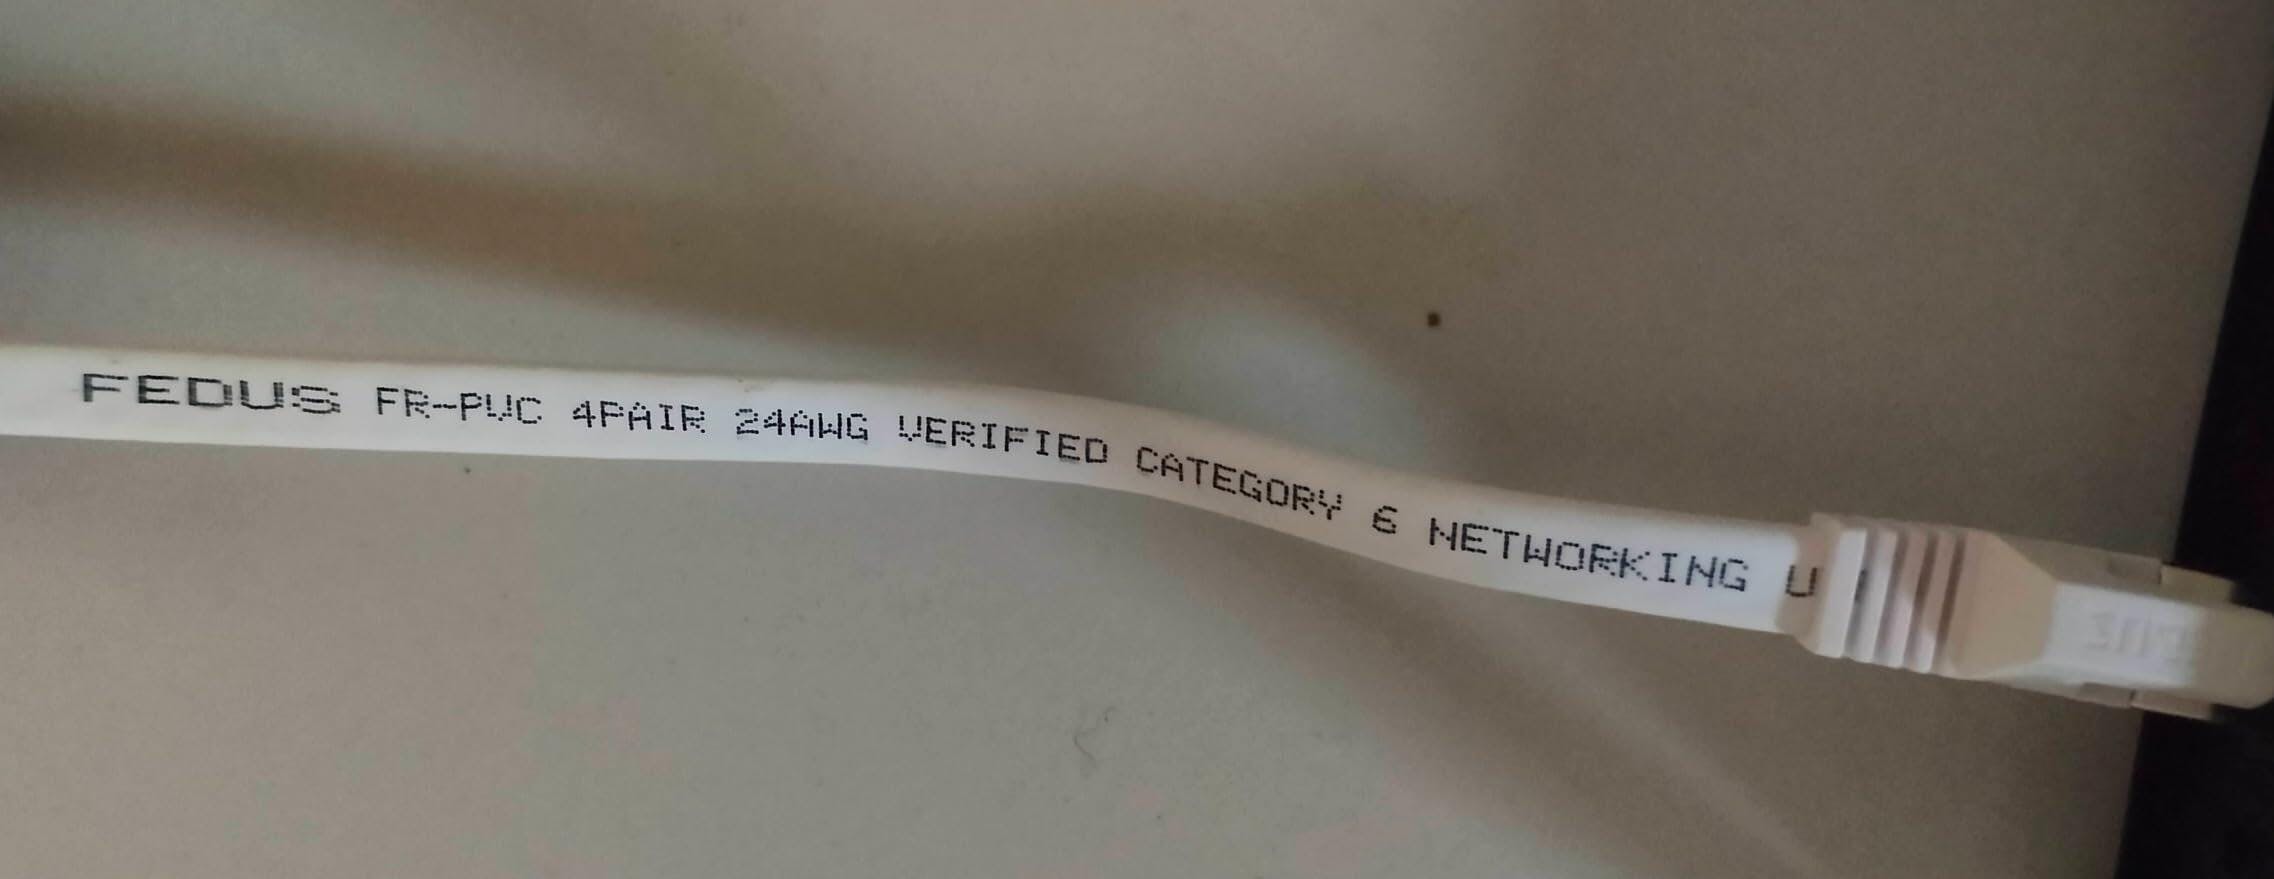 FEDUS FR-PVC 4PAIR 24AWG VERIFIED CATEGORY 6 NETWORKING